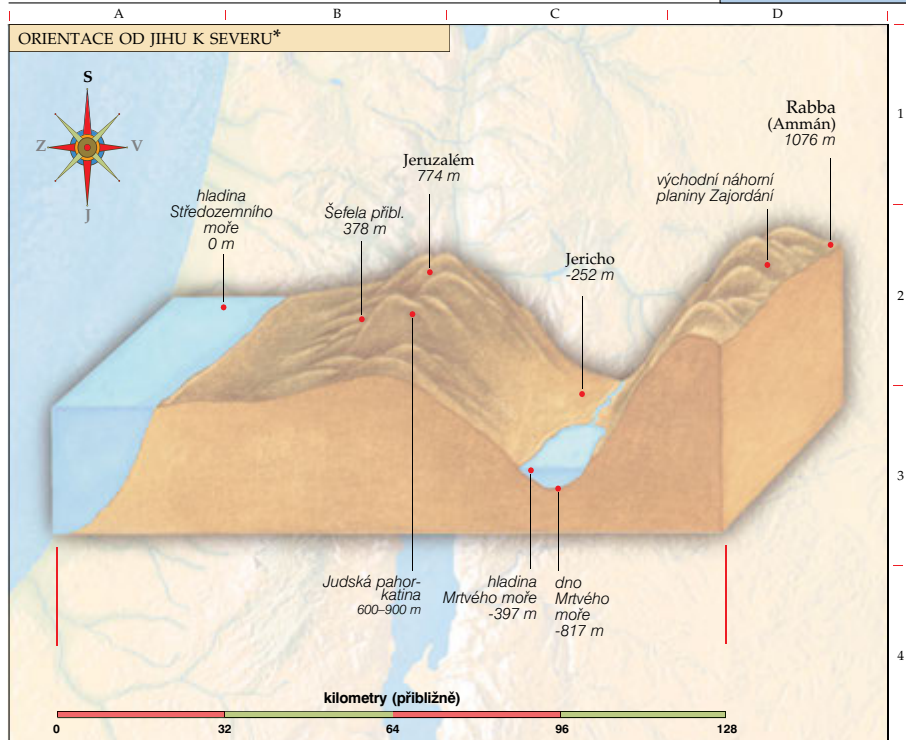 A B C D
ORIENTACE OD JIHU K SEVERU*
S
Z V
J
1
2
3
4
hladina
Středozemního
moře
0 m
Šefela přibl.
378 m
Jeruzalém
774 m
Jericho
-252 m
východní náhorní
planiny Zajordání
Rabba
(Ammán)
1076 m
Judská pahor-
katina
600–900 m
hladina
Mrtvého moře
-397 m
dno
Mrtvého
moře
-817 m
kilometry (přibližně)
0 32 64 96 128